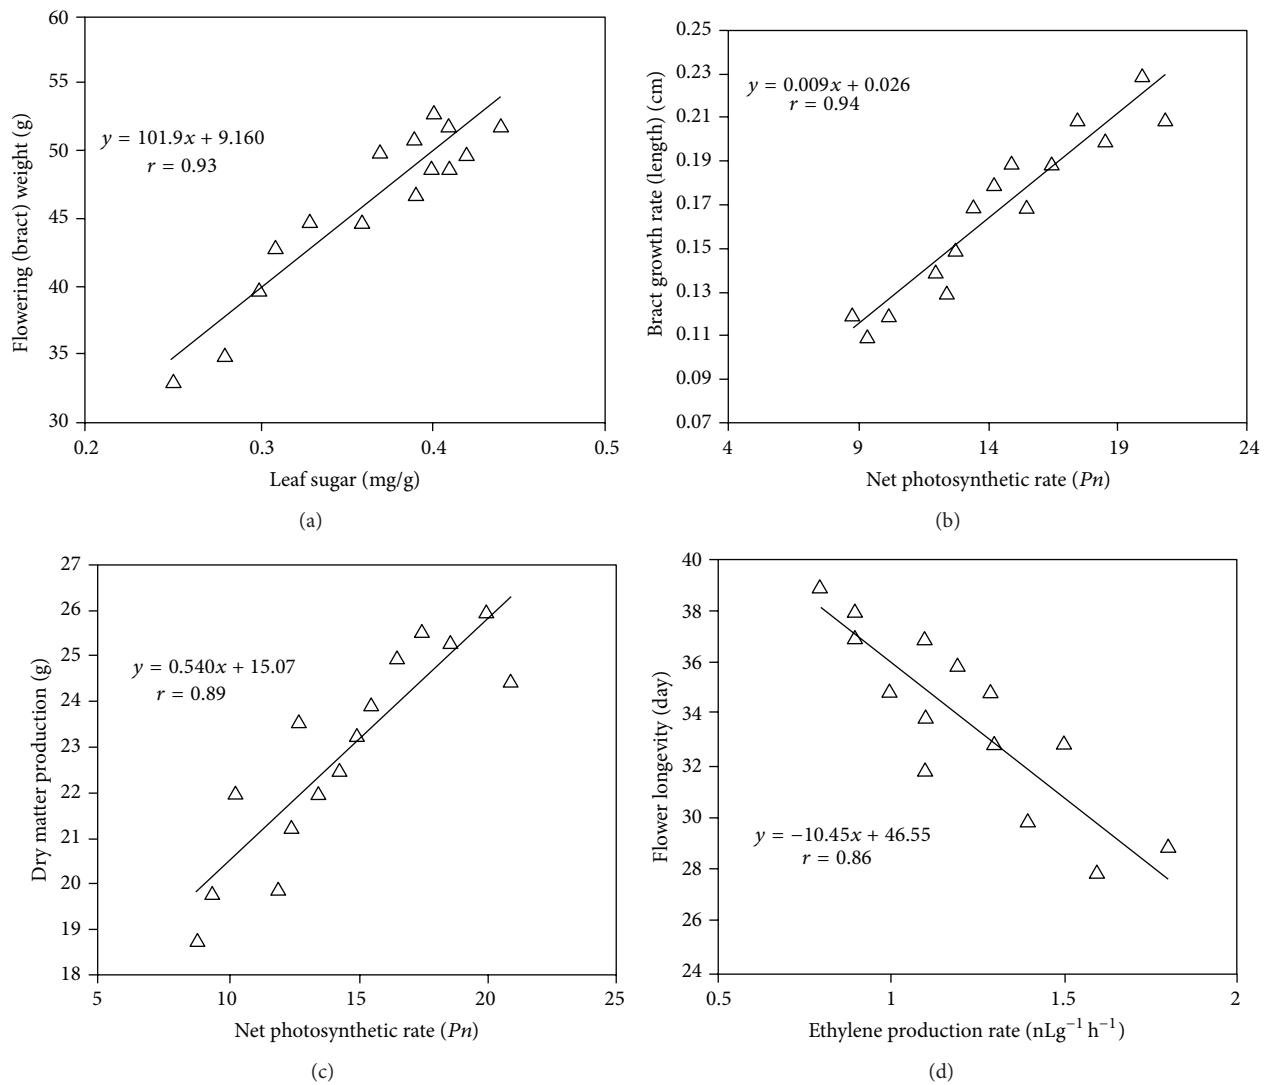 60
55
50
45
40
35
30
0.2
0.3
0.4
0.5
Flowering (bract) weight (g)
y = 101.9x + 9.160
r = 0.93
Leaf sugar (mg/g)
(a)
0.25
0.23
0.21
0.19
0.17
0.15
0.13
0.11
0.09
0.07
4
9
14
19
24
Bract growth rate (length) (cm)
y = 0.009x + 0.026
r = 0.94
Net photosynthetic rate (Pn)
(b)
27
26
25
24
23
22
21
20
19
18
5
10
15
20
25
Dry matter production (g)
y = 0.540x + 15.07
r = 0.89
Net photosynthetic rate (Pn)
(c)
40
38
36
34
32
30
28
26
24
0.5
1
1.5
2
Flower longevity (day)
y = −10.45x + 46.55
r = 0.86
Ethylene production rate (nLg⁻¹ h⁻¹)
(d)